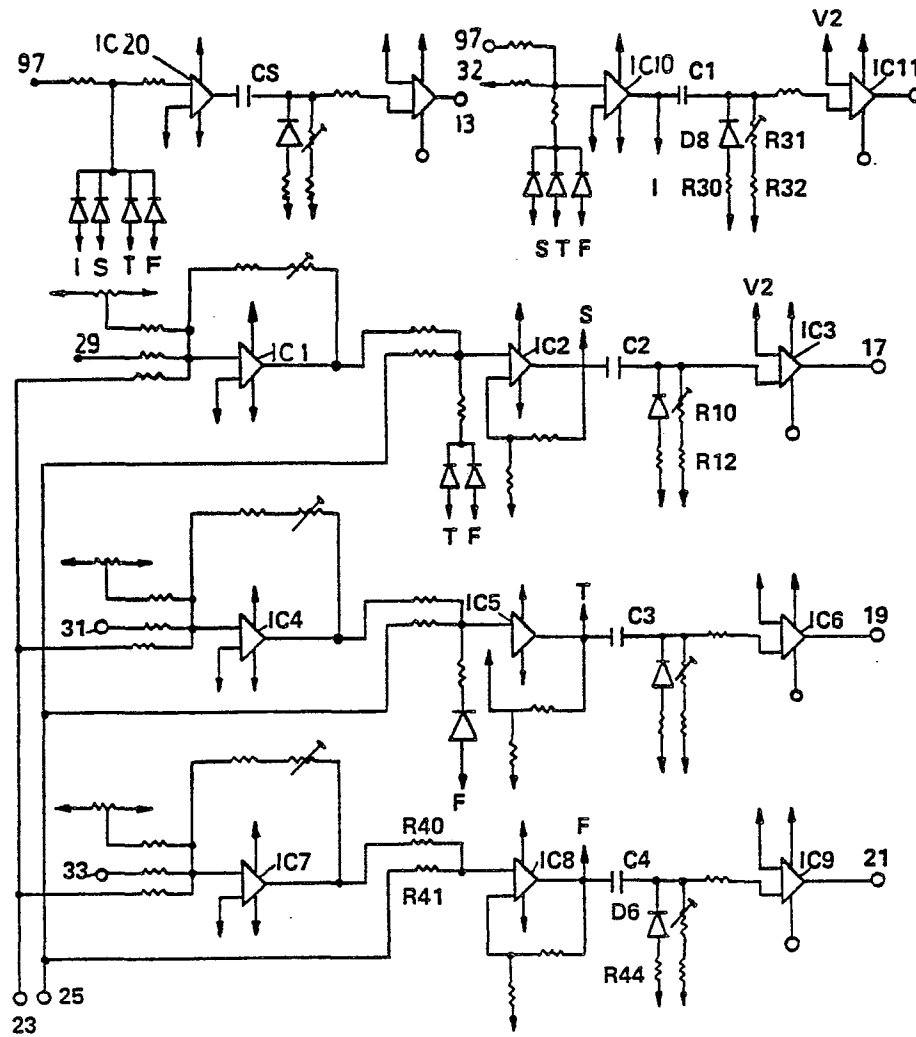 97
IC20
CS
13
97
32
IC10
C1
V2
IC11
D8
R31
R30
R32
I
I S T F
S T F
29
IC1
IC2
S
C2
V2
IC3
17
R10
R12
T F
31
IC4
IC5
T
C3
IC6
19
F
33
IC7
R40
R41
IC8
F
C4
D6
R44
IC9
21
23
25